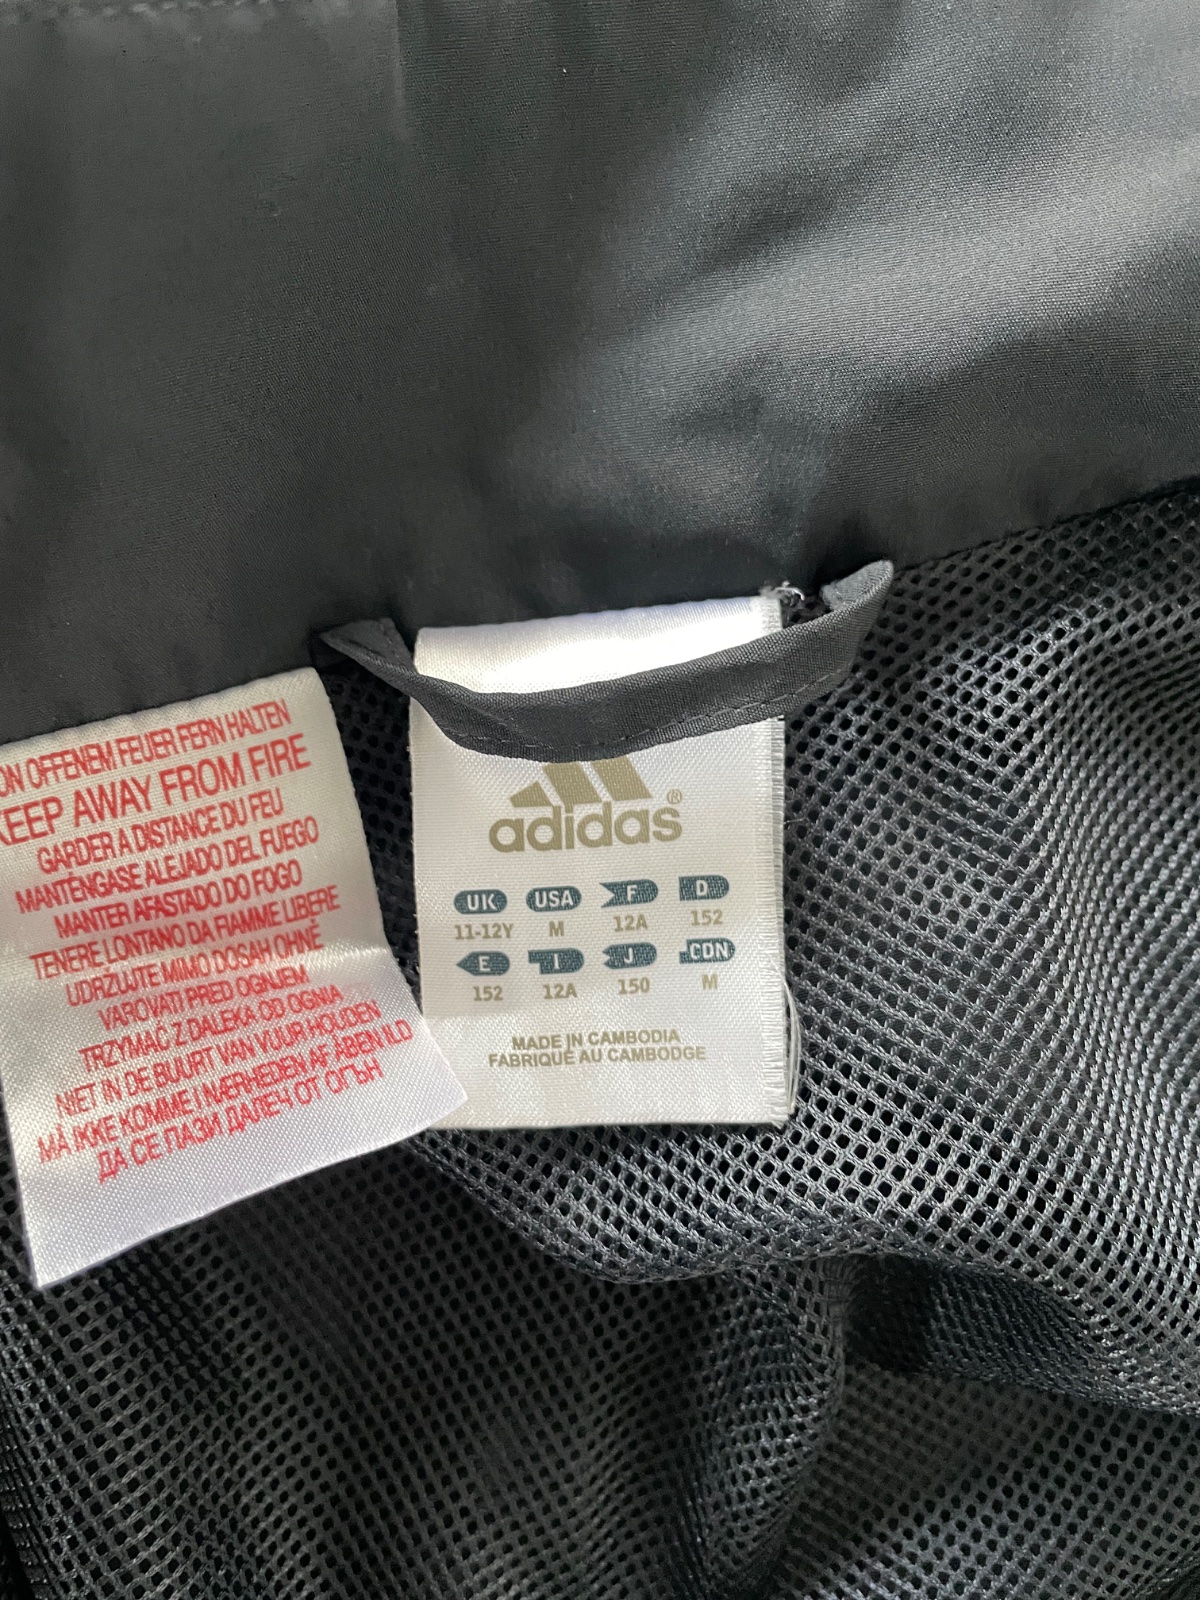 ON OFFENEM FEUER FERN HALTEN
KEEP AWAY FROM FIRE
GARDER A DISTANCE DU FEU
MANTÉNGASE ALEJADO DEL FUEGO
MANTER AFASTADO DO FOGO
TENERE LONTANO DA FIAMME LIBERE
UDRŽUJTE MIMO DOSAH OHNĚ
VAROVATI PRED OGNJEM
TRZYMAĆ Z DALEKA OD OGNIA
NIET IN DE BUURT VAN VUUR HOUDEN
MÅ IKKE KOMME I NÆRHEDEN AF ÅBEN ILD
ДА СЕ ПАЗИ ДАЛЕЧ ОТ ОГЪН
adidas®
UK USA F D
11-12Y M 12A 152
E I J CDN
152 12A 150 M
MADE IN CAMBODIA
FABRIQUÉ AU CAMBODGE